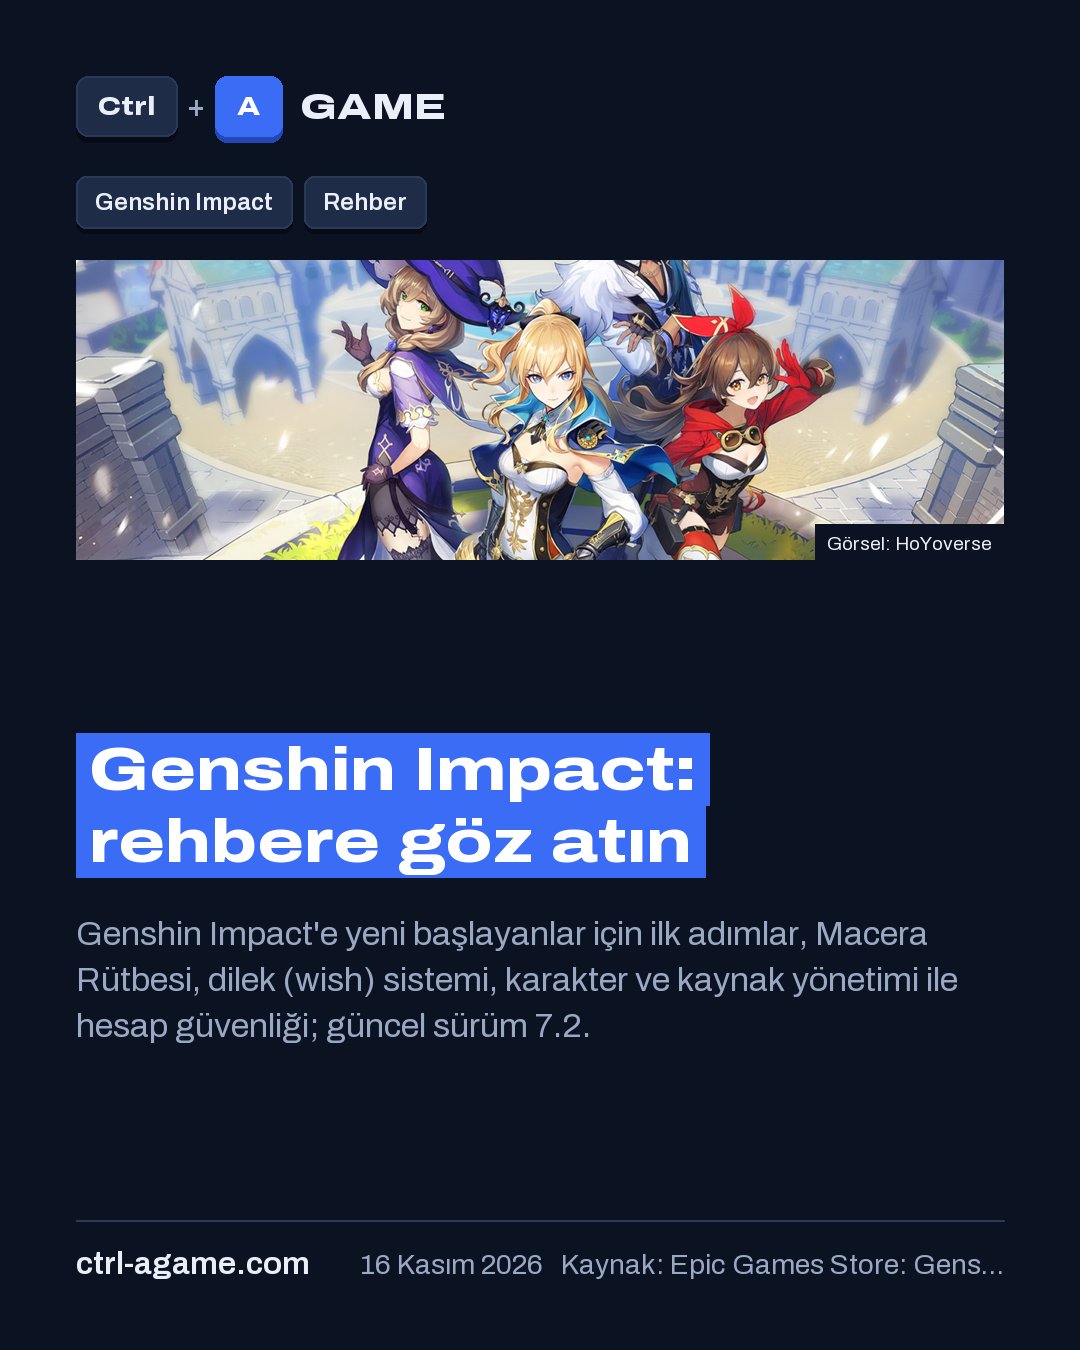 Ctrl + A GAME
Genshin Impact Rehber
Görsel: HoYoverse
Genshin Impact:
rehbere göz atın
Genshin Impact'e yeni başlayanlar için ilk adımlar, Macera
Rütbesi, dilek (wish) sistemi, karakter ve kaynak yönetimi ile
hesap güvenliği; güncel sürüm 7.2.
ctrl-agame.com 16 Kasım 2026 Kaynak: Epic Games Store: Gens...